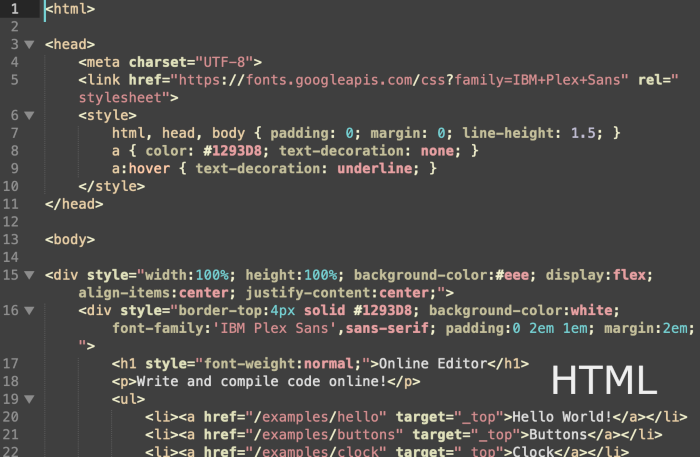 1 <html>
2
3 <head>
4 <meta charset="UTF-8">
5 <link href="https://fonts.googleapis.com/css?family=IBM+Plex+Sans" rel="
stylesheet">
6 <style>
7 html, head, body { padding: 0; margin: 0; line-height: 1.5; }
8 a { color: #1293D8; text-decoration: none; }
9 a:hover { text-decoration: underline; }
10 </style>
11 </head>
12
13 <body>
14
15 <div style="width:100%; height:100%; background-color:#eee; display:flex;
align-items:center; justify-content:center;">
16 <div style="border-top:4px solid #1293D8; background-color:white;
font-family:'IBM Plex Sans',sans-serif; padding:0 2em 1em; margin:2em;
">
17 <h1 style="font-weight:normal;">Online Editor</h1>
18 <p>Write and compile code online!</p>
19 <ul>
20 <li><a href="/examples/hello" target="_top">Hello World!</a></li>
21 <li><a href="/examples/buttons" target="_top">Buttons</a></li>
22 <li><a href="/examples/clock" target="_top">Clock</a></li>
HTML